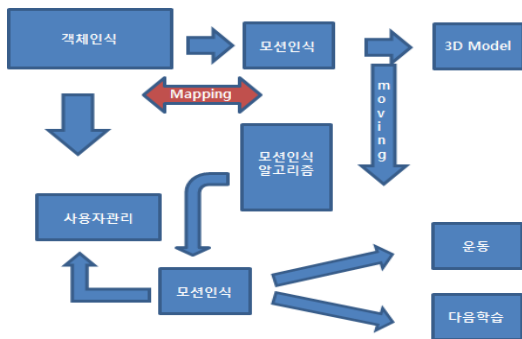 객체인식
모션인식
3D Model
Mapping
moving
모션인식
알고리즘
사용자관리
운동
모션인식
다음학습